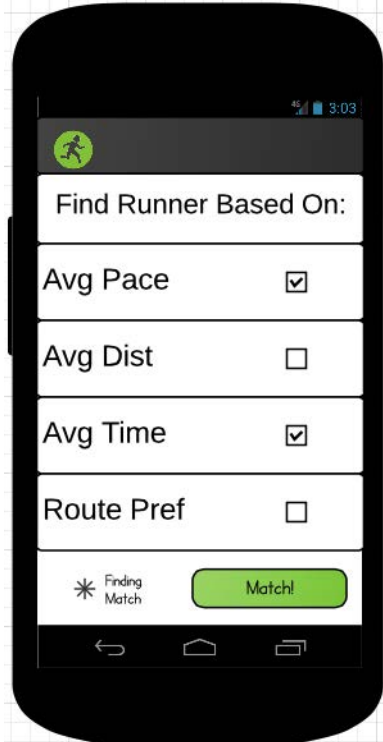 4G 3:03
Find Runner Based On:
Avg Pace
Avg Dist
Avg Time
Route Pref
Finding
Match
Match!